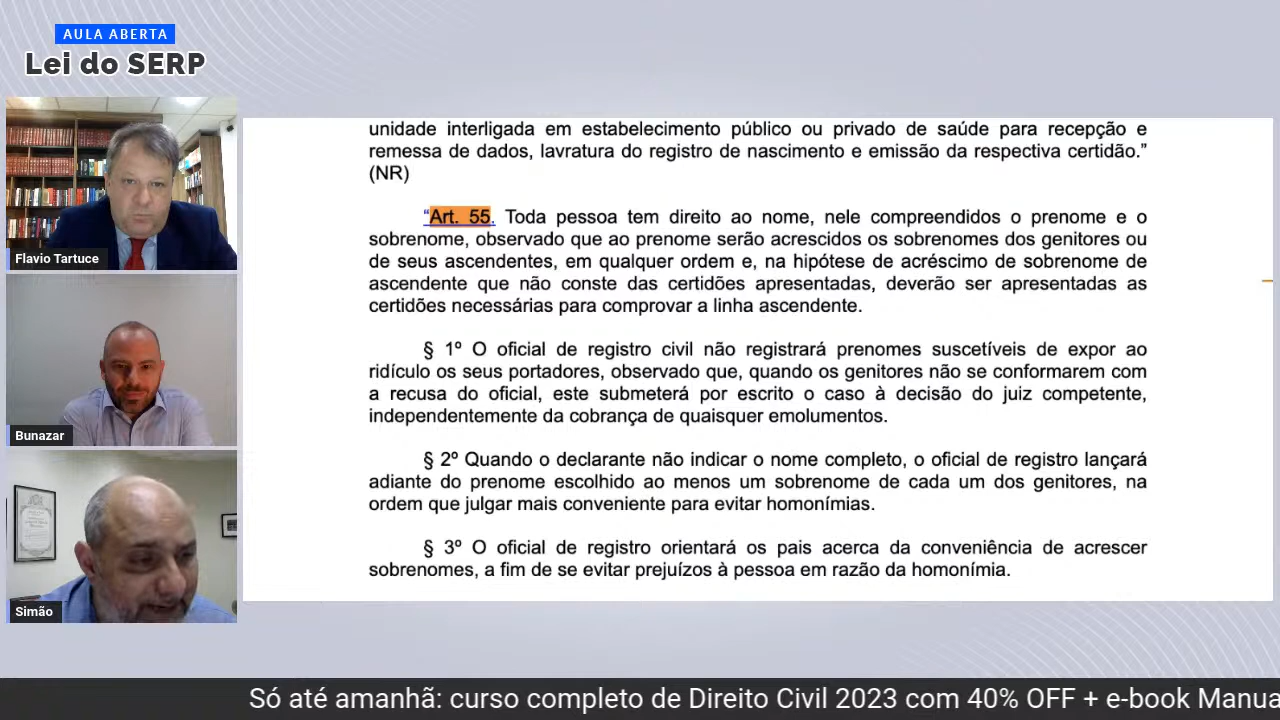 AULA ABERTA
Lei do SERP
Flavio Tartuce
Bunazar
Simão
unidade interligada em estabelecimento público ou privado de saúde para recepção e
remessa de dados, lavratura do registro de nascimento e emissão da respectiva certidão.”
(NR)
“Art. 55. Toda pessoa tem direito ao nome, nele compreendidos o prenome e o
sobrenome, observado que ao prenome serão acrescidos os sobrenomes dos genitores ou
de seus ascendentes, em qualquer ordem e, na hipótese de acréscimo de sobrenome de
ascendente que não conste das certidões apresentadas, deverão ser apresentadas as
certidões necessárias para comprovar a linha ascendente.
§ 1º O oficial de registro civil não registrará prenomes suscetíveis de expor ao
ridículo os seus portadores, observado que, quando os genitores não se conformarem com
a recusa do oficial, este submeterá por escrito o caso à decisão do juiz competente,
independentemente da cobrança de quaisquer emolumentos.
§ 2º Quando o declarante não indicar o nome completo, o oficial de registro lançará
adiante do prenome escolhido ao menos um sobrenome de cada um dos genitores, na
ordem que julgar mais conveniente para evitar homonímias.
§ 3º O oficial de registro orientará os pais acerca da conveniência de acrescer
sobrenomes, a fim de se evitar prejuízos à pessoa em razão da homonímia.
Só até amanhã: curso completo de Direito Civil 2023 com 40% OFF + e-book Manua